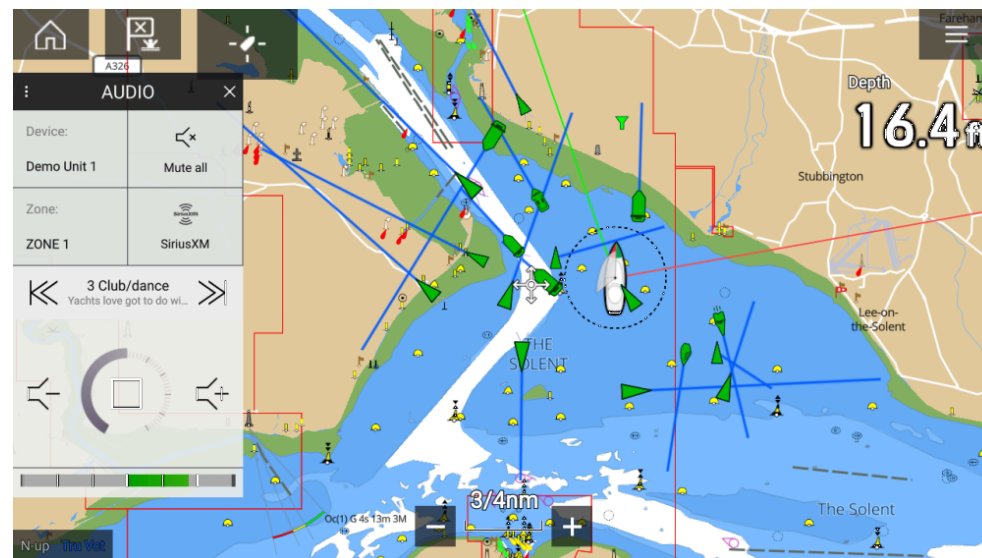 Fareham
A326
AUDIO
Depth
16.4
Device:
Demo Unit 1
Mute all
Stubbington
Zone:
SiriusXM
ZONE 1
SiriusXM
3 Club/dance
Yachts love got to do wi...
Lee-on-
the-Solent
THE
SOLENT
3/4nm
The Solent
Oc(1) G 4s 13m 3M
N-up